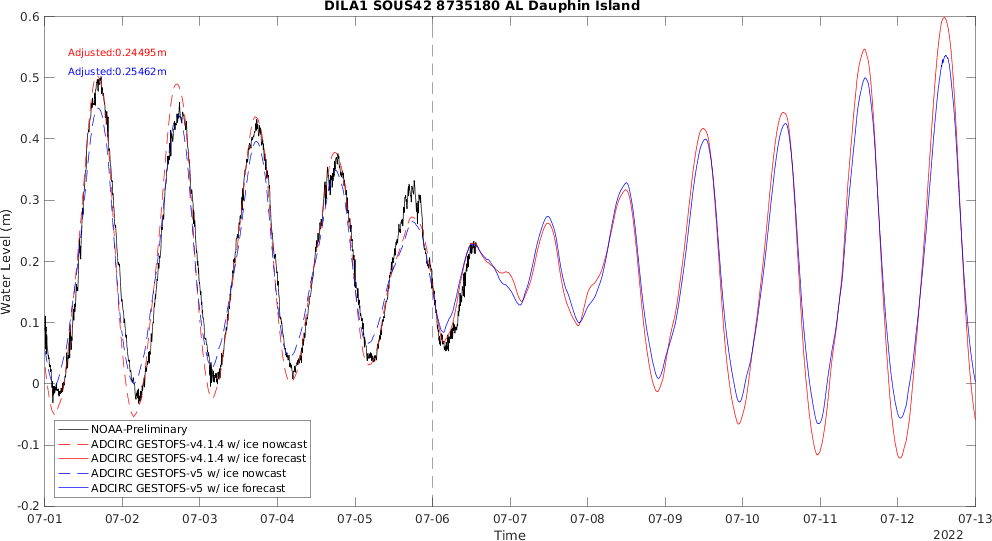 DILA1 SOUS42 8735180 AL Dauphin Island
Water Level (m)
0.6
0.5
0.4
0.3
0.2
0.1
0
-0.1
-0.2
Adjusted:0.24495m
Adjusted:0.25462m
NOAA-Preliminary
ADCIRC GESTOFS-v4.1.4 w/ ice nowcast
ADCIRC GESTOFS-v4.1.4 w/ ice forecast
ADCIRC GESTOFS-v5 w/ ice nowcast
ADCIRC GESTOFS-v5 w/ ice forecast
07-01 07-02 07-03 07-04 07-05 07-06 07-07 07-08 07-09 07-10 07-11 07-12 07-13
Time
2022